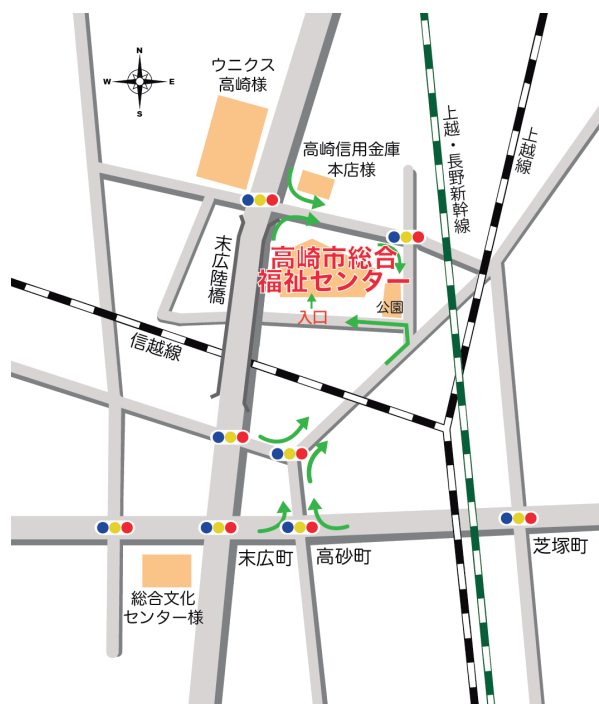 N
W E
S
ウニクス
高崎様
高崎信用金庫
本店様
上越・長野新幹線
上越線
末広陸橋
高崎市総合
福祉センター
入口
公園
信越線
末広町
高砂町
芝塚町
総合文化
センター様